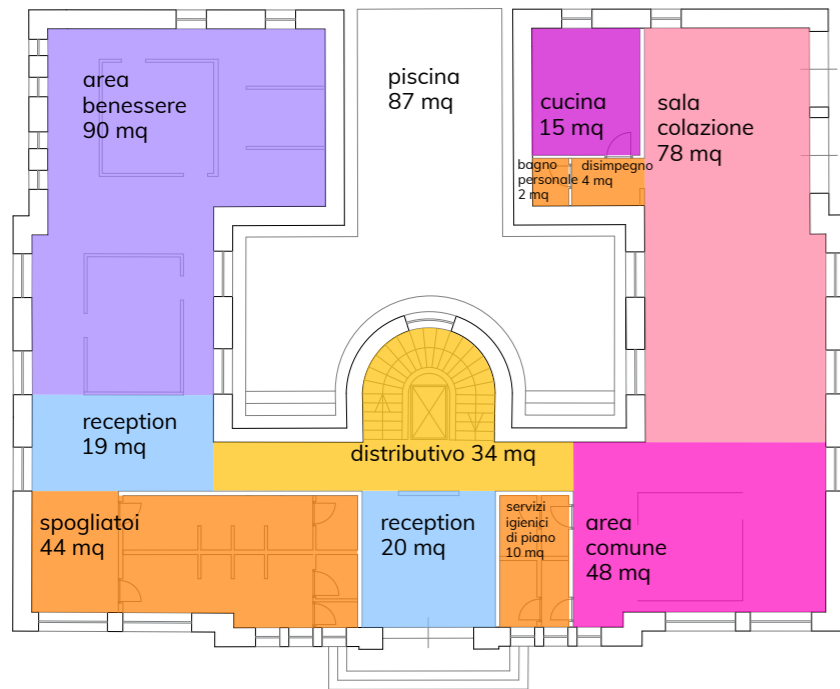 area
benessere
90 mq
piscina
87 mq
cucina
15 mq
sala
colazione
78 mq
bagno
personale
2 mq
disimpegno
4 mq
reception
19 mq
distributivo 34 mq
spogliatoi
44 mq
reception
20 mq
servizi
igienici
di piano
10 mq
area
comune
48 mq